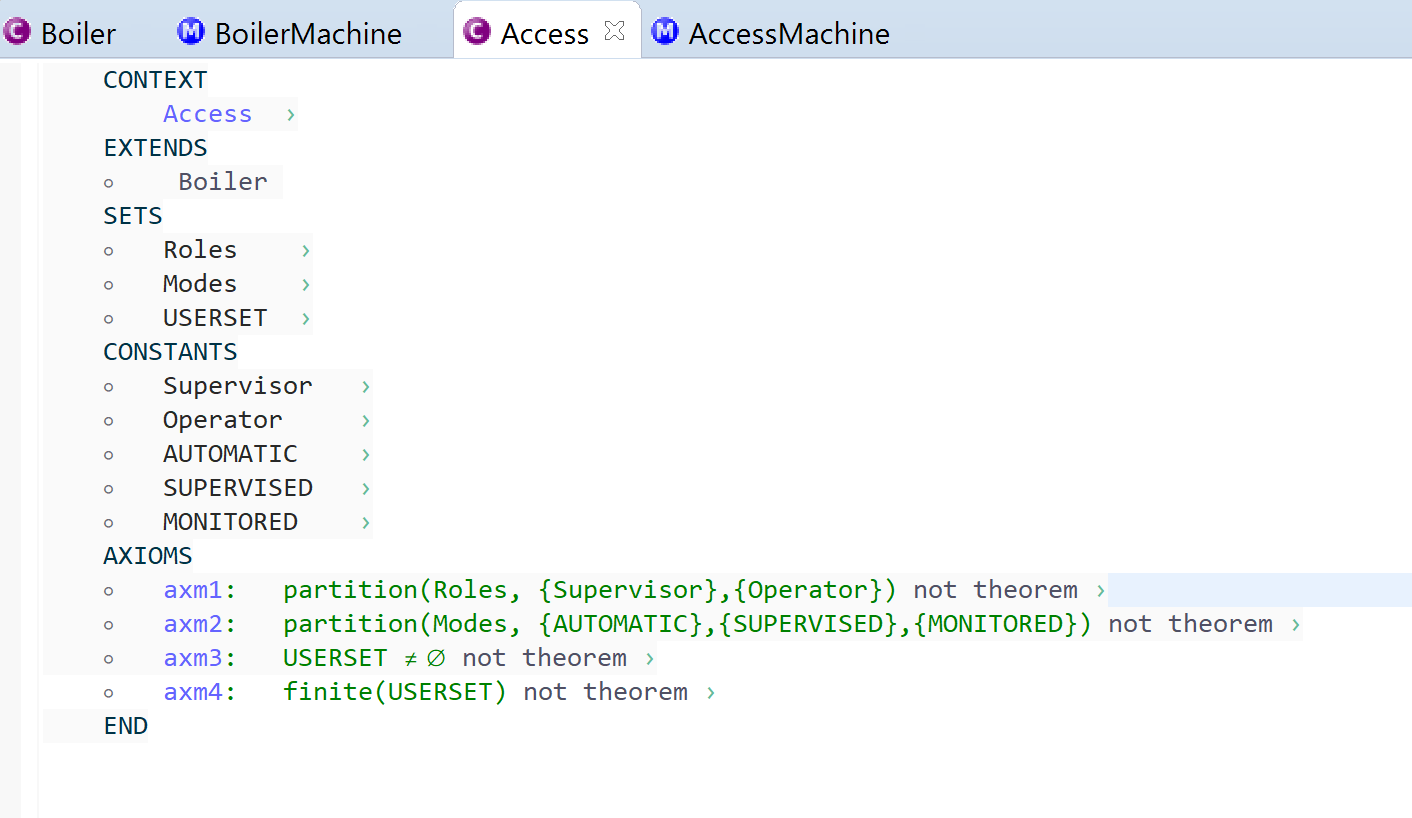 Boiler BoilerMachine Access AccessMachine
CONTEXT
Access ›
EXTENDS
○ Boiler
SETS
○ Roles ›
○ Modes ›
○ USERSET ›
CONSTANTS
○ Supervisor ›
○ Operator ›
○ AUTOMATIC ›
○ SUPERVISED ›
○ MONITORED ›
AXIOMS
○ axm1: partition(Roles, {Supervisor},{Operator}) not theorem ›
○ axm2: partition(Modes, {AUTOMATIC},{SUPERVISED},{MONITORED}) not theorem ›
○ axm3: USERSET ≠ ∅ not theorem ›
○ axm4: finite(USERSET) not theorem ›
END